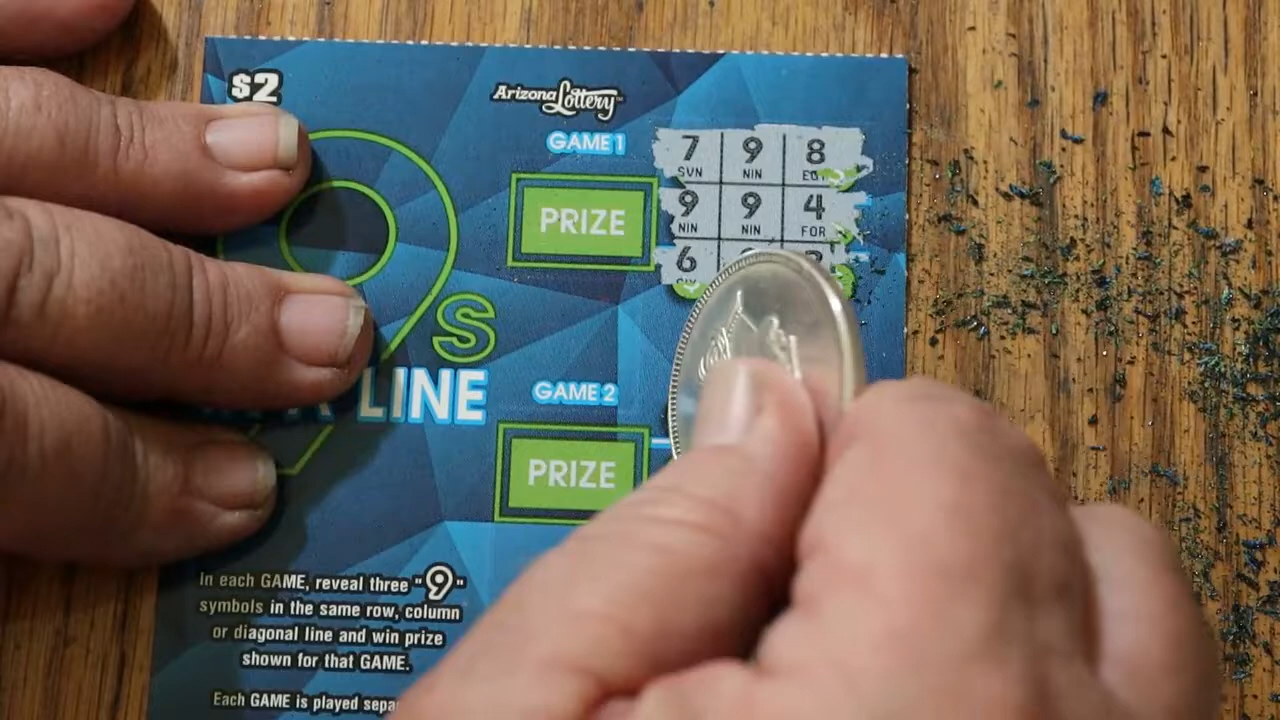 $2
Arizona Lottery™
GAME 1
7 9 8
SVN NIN
PRIZE
9 9 4
NIN NIN FOR
6
9s
LINE
GAME 2
PRIZE
In each GAME, reveal three "9"
symbols in the same row, column
or diagonal line and win prize
shown for that GAME.
Each GAME is played